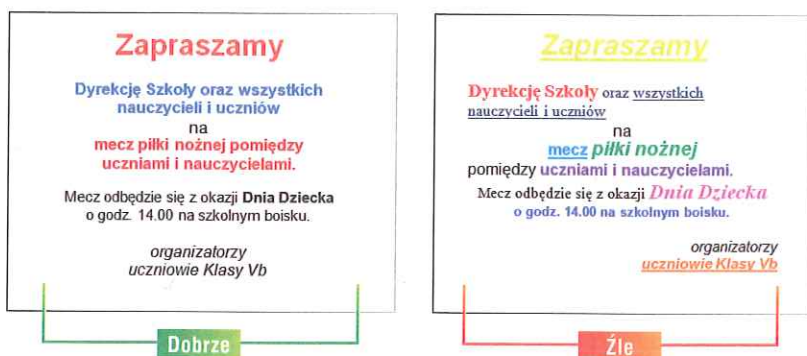 Zapraszamy
Dyrekcję Szkoły oraz wszystkich
nauczycieli i uczniów
na
mecz piłki nożnej pomiędzy
uczniami i nauczycielami.
Mecz odbędzie się z okazji Dnia Dziecka
o godz. 14.00 na szkolnym boisku.
organizatorzy
uczniowie Klasy Vb
Dobrze
Zapraszamy
Dyrekcję Szkoły oraz wszystkich
nauczycieli i uczniów
na
mecz piłki nożnej
pomiędzy uczniami i nauczycielami.
Mecz odbędzie się z okazji Dnia Dziecka
o godz. 14.00 na szkolnym boisku.
organizatorzy
uczniowie Klasy Vb
Źle